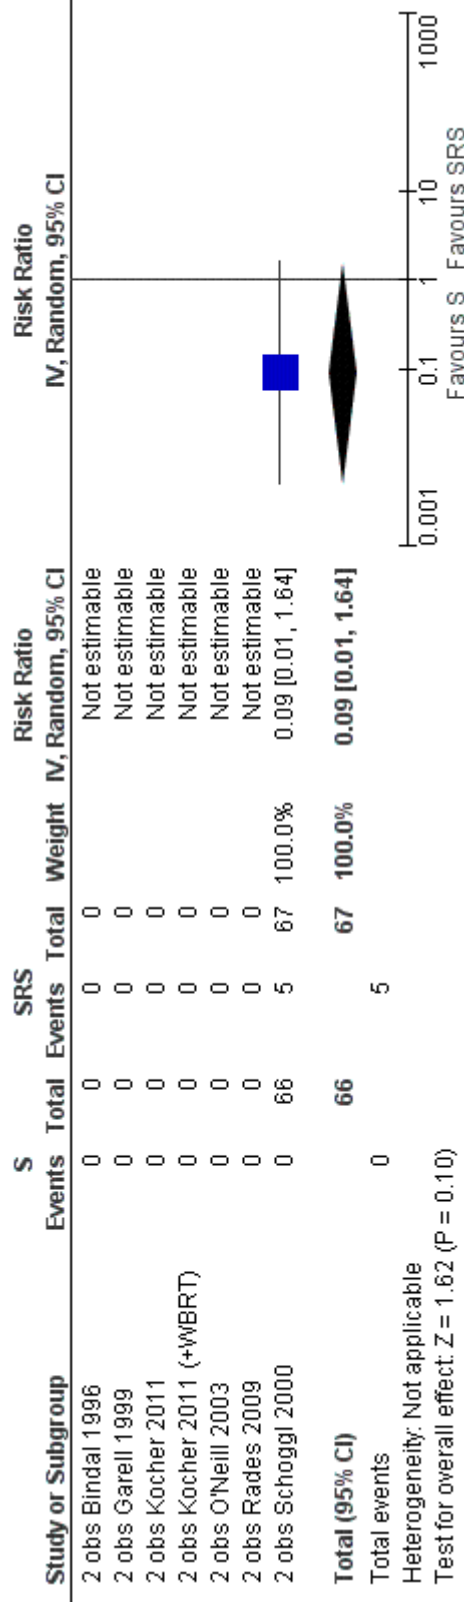 S SRS Risk Ratio Risk Ratio
Study or Subgroup Events Total Events Total Weight IV, Random, 95% CI IV, Random, 95% CI
2 obs Bindal 1996 0 0 0 0 Not estimable
2 obs Garell 1999 0 0 0 0 Not estimable
2 obs Kocher 2011 0 0 0 0 Not estimable
2 obs Kocher 2011 (+WBRT) 0 0 0 0 Not estimable
2 obs O'Neill 2003 0 0 0 0 Not estimable
2 obs Rades 2009 0 0 0 0 Not estimable
2 obs Schoggl 2000 0 66 5 67 100.0% 0.09 [0.01, 1.64]
Total (95% CI) 66 67 100.0% 0.09 [0.01, 1.64]
Total events 0 5
Heterogeneity: Not applicable
Test for overall effect: Z = 1.62 (P = 0.10)
0.001 0.1 1 10 1000
Favours S Favours SRS